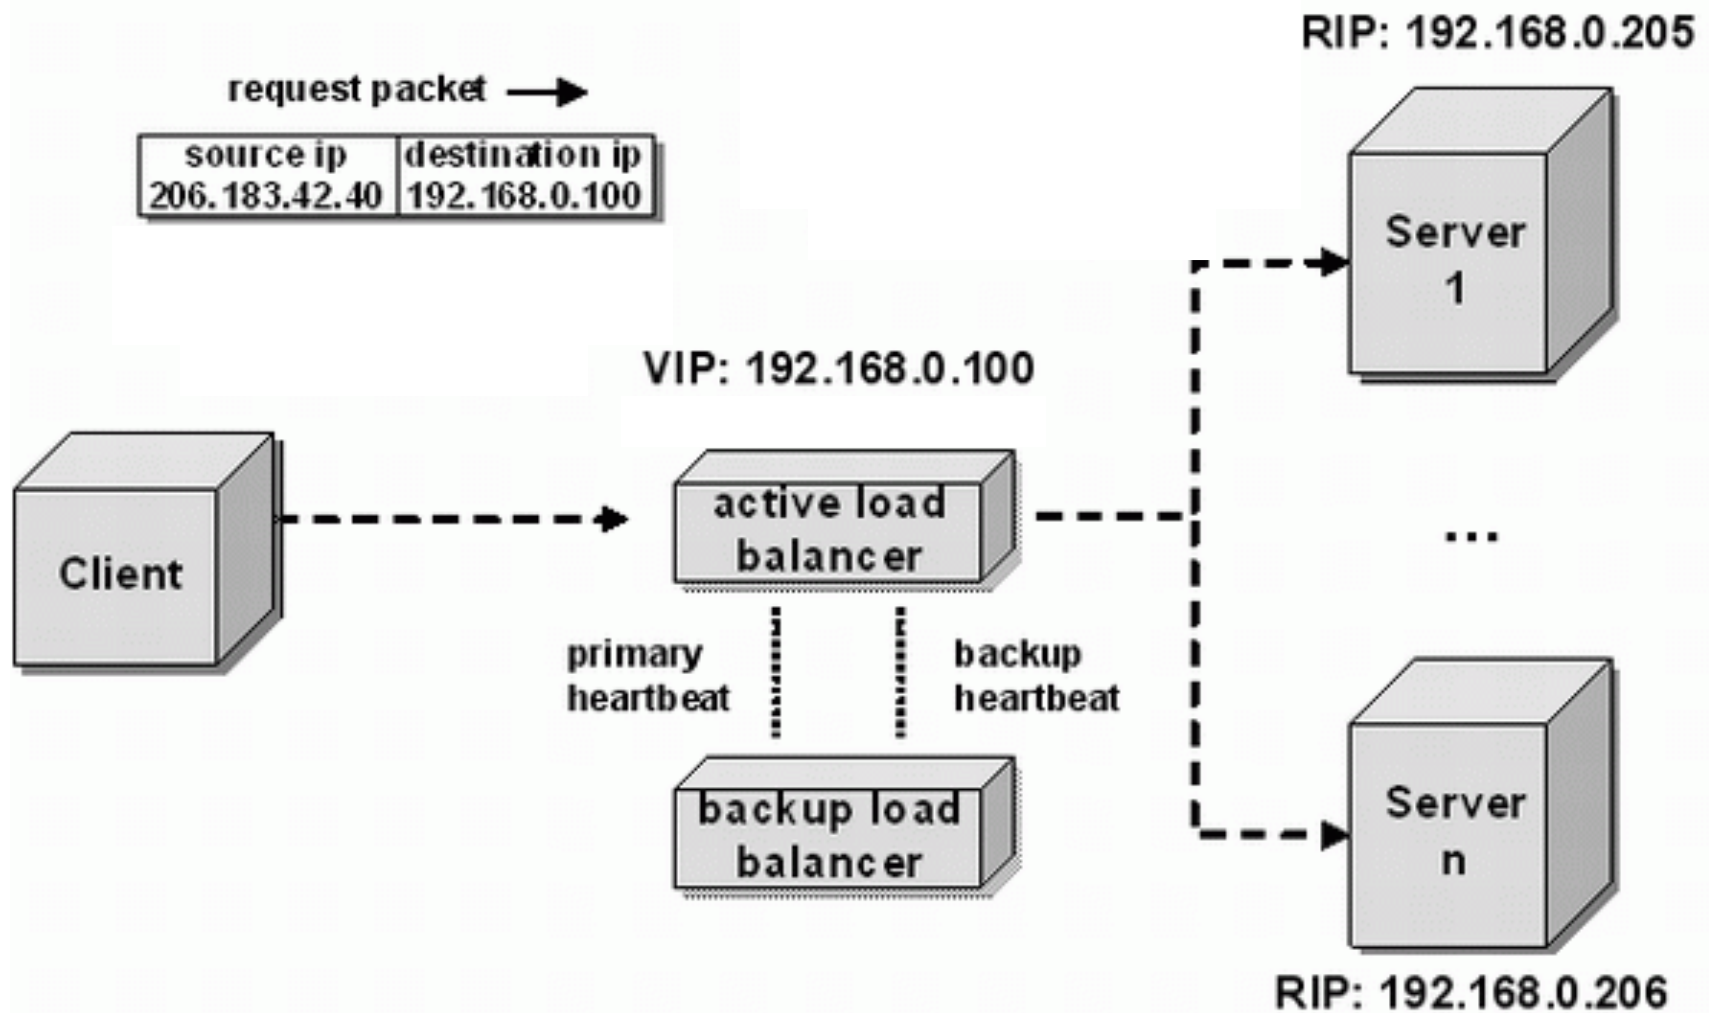 RIP: 192.168.0.205
request packet
source ip destination ip
206.183.42.40 192.168.0.100
Server
1
VIP: 192.168.0.100
active load
balancer
Client
...
primary
heartbeat
backup
heartbeat
backup load
balancer
Server
n
RIP: 192.168.0.206